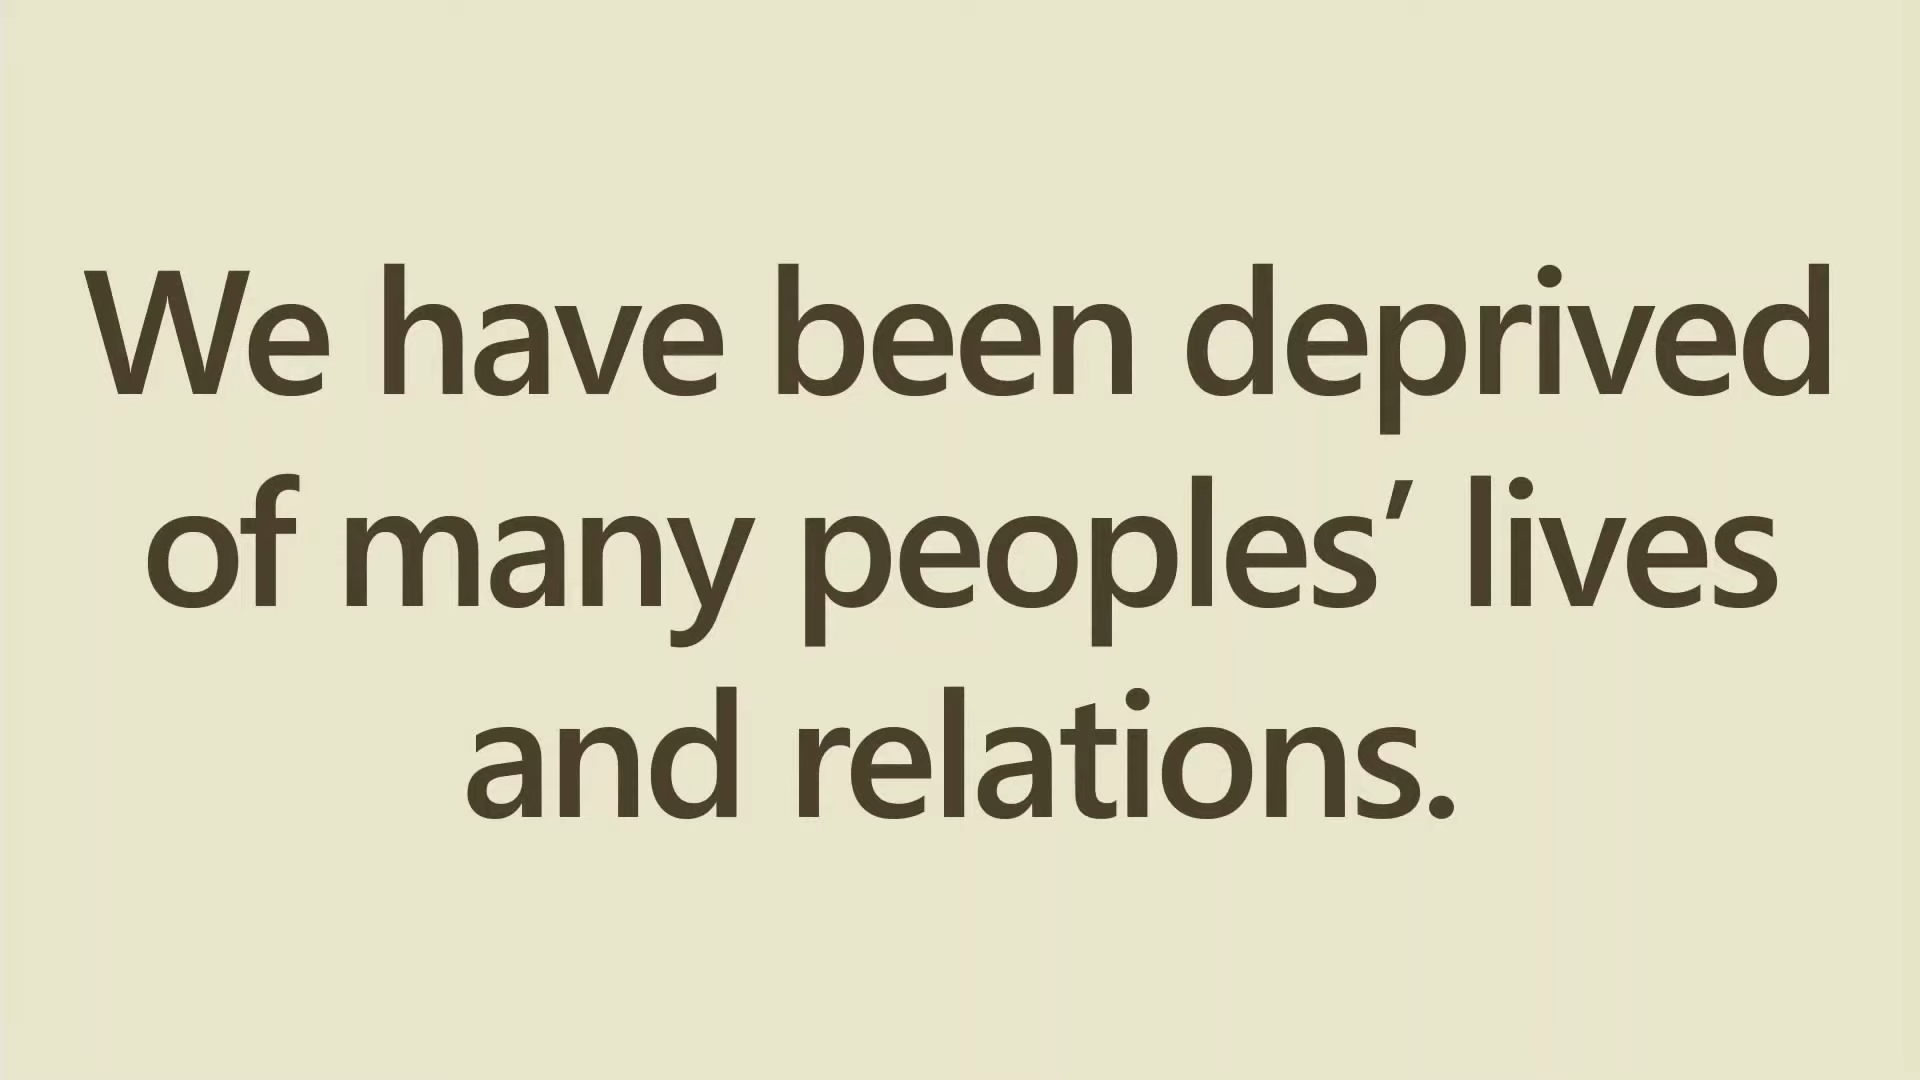 We have been deprived
of many peoples’ lives
and relations.